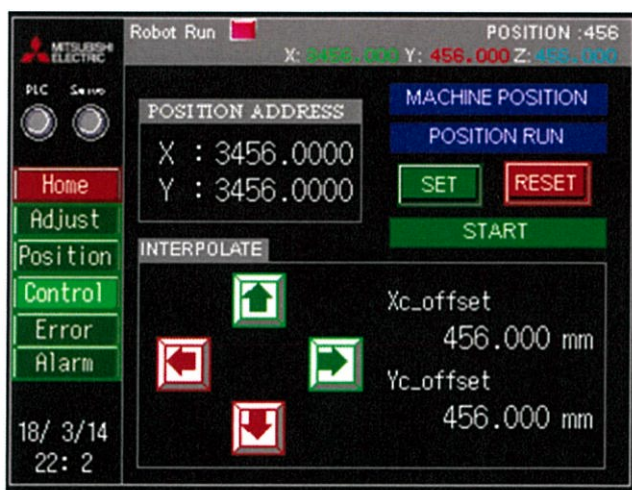 MITSUBISHI
ELECTRIC
Robot Run
POSITION :456
X: 3456.000 Y: 456.000 Z: 456.000
PLC Servo
POSITION ADDRESS
X : 3456.0000
Y : 3456.0000
MACHINE POSITION
POSITION RUN
SET RESET
START
Home
Adjust
Position
Control
Error
Alarm
18/ 3/14
22: 2
INTERPOLATE
Xc_offset
456.000 mm
Yc_offset
456.000 mm